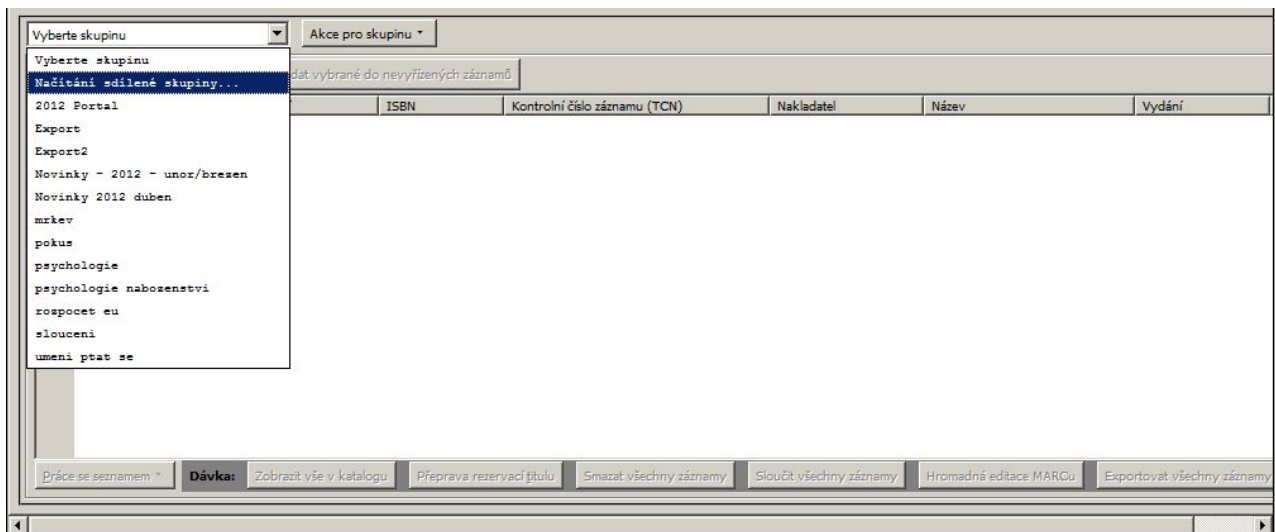 Vyberte skupinu Akce pro skupinu
Vyberte skupinu
Načítání sdílené skupiny... dat vybrané do nevyřízených záznamů
2012 Portal ISBN Kontrolní číslo záznamu (TCN) Nakladatel Název Vydání
Export
Export2
Novinky - 2012 - unor/brezen
Novinky 2012 duben
mrkev
pokus
psychologie
psychologie nabozenstvi
rozpocet eu
slouceni
umeni ptat se
Práce se seznamem Dávka: Zobrazit vše v katalogu Přeprava rezervací titulu Smazat všechny záznamy Sloučit všechny záznamy Hromadná editace MARCu Exportovat všechny záznamy